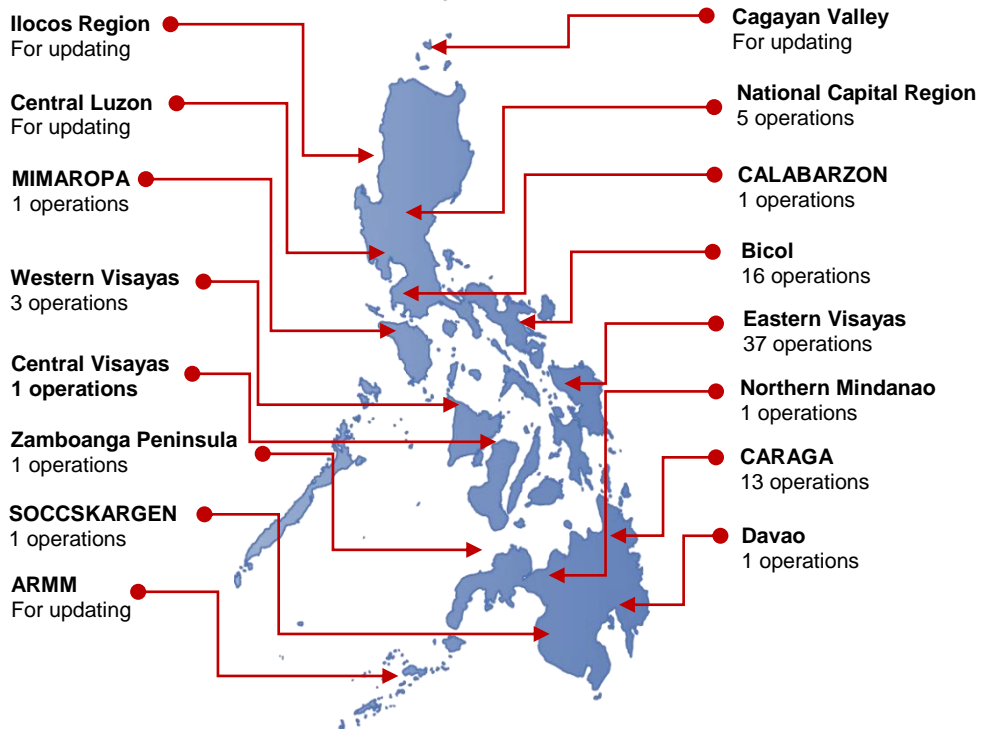 Ilocos Region
For updating
Central Luzon
For updating
MIMAROPA
1 operations
Western Visayas
3 operations
Central Visayas
1 operations
Zamboanga Peninsula
1 operations
SOCCSKARGEN
1 operations
ARMM
For updating
Cagayan Valley
For updating
National Capital Region
5 operations
CALABARZON
1 operations
Bicol
16 operations
Eastern Visayas
37 operations
Northern Mindanao
1 operations
CARAGA
13 operations
Davao
1 operations